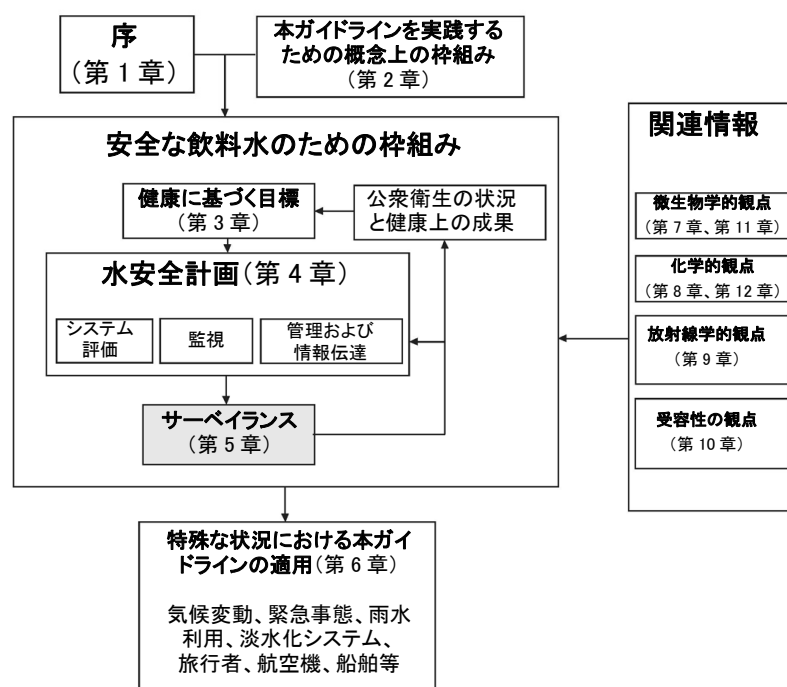 序
(第 1 章)
本ガイドラインを実践する
ための概念上の枠組み
(第 2 章)
安全な飲料水のための枠組み
健康に基づく目標
(第 3 章)
公衆衛生の状況
と健康上の成果
水安全計画(第 4 章)
システム
評価
監視
管理および
情報伝達
サーベイランス
(第 5 章)
関連情報
微生物学的観点
(第 7 章、第 11 章)
化学的観点
(第 8 章、第 12 章)
放射線学的観点
(第 9 章)
受容性の観点
(第 10 章)
特殊な状況における本ガイ
ドラインの適用(第 6 章)
気候変動、緊急事態、雨水
利用、淡水化システム、
旅行者、航空機、船舶等